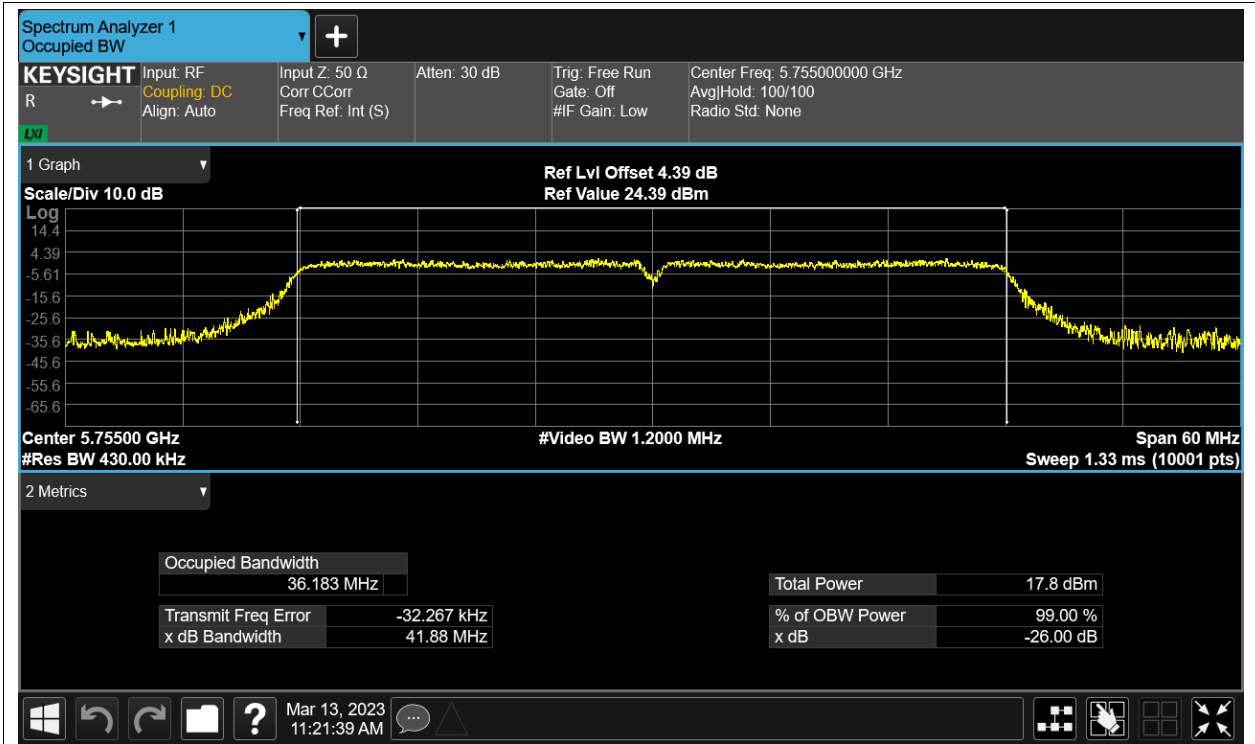 Spectrum Analyzer 1
Occupied BW
KEYSIGHT
R
LXI
Input: RF
Coupling: DC
Align: Auto
Input Z: 50 Ω
Corr CCorr
Freq Ref: Int (S)
Atten: 30 dB
Trig: Free Run
Gate: Off
#IF Gain: Low
Center Freq: 5.755000000 GHz
Avg|Hold: 100/100
Radio Std: None
1 Graph
Scale/Div 10.0 dB
Ref Lvl Offset 4.39 dB
Ref Value 24.39 dBm
Log
14.4
4.39
-5.61
-15.6
-25.6
-35.6
-45.6
-55.6
-65.6
Center 5.75500 GHz
#Video BW 1.2000 MHz
Span 60 MHz
#Res BW 430.00 kHz
Sweep 1.33 ms (10001 pts)
2 Metrics
Occupied Bandwidth
36.183 MHz
Total Power 17.8 dBm
Transmit Freq Error -32.267 kHz
% of OBW Power 99.00 %
x dB Bandwidth 41.88 MHz
x dB -26.00 dB
?
Mar 13, 2023
11:21:39 AM